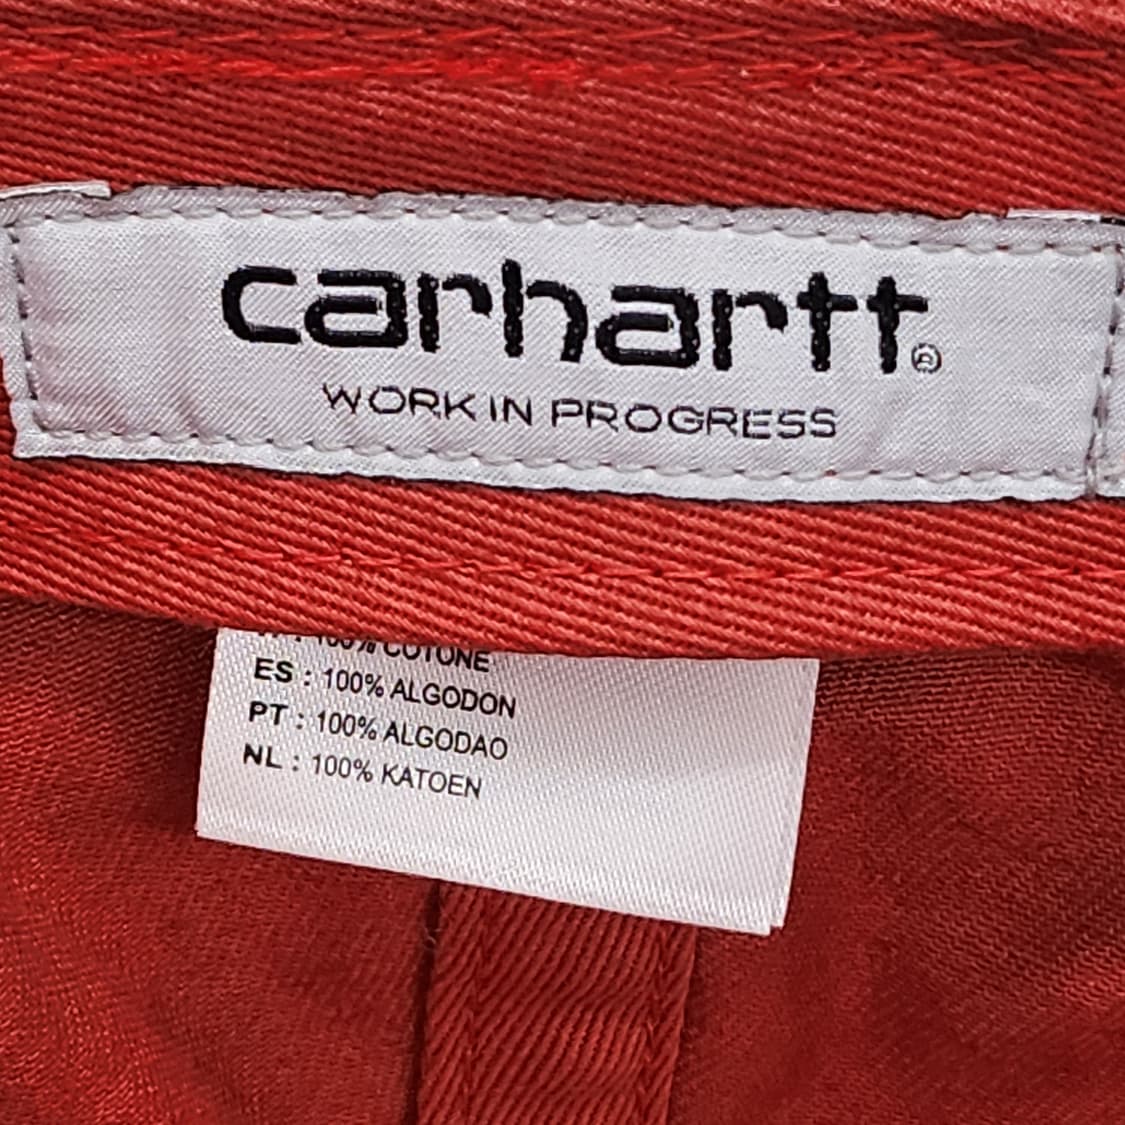 carhartt®
WORK IN PROGRESS
: 100% COTONE
ES : 100% ALGODON
PT : 100% ALGODAO
NL : 100% KATOEN